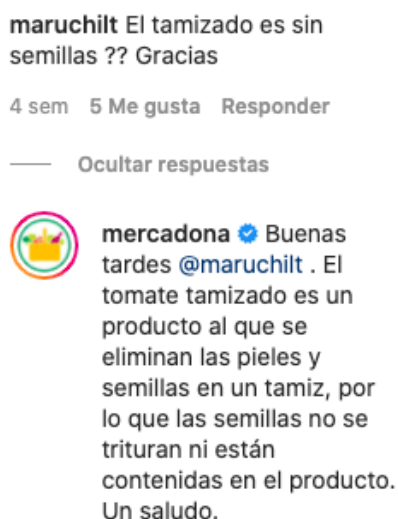 maruchilt El tamizado es sin
semillas ?? Gracias
4 sem 5 Me gusta Responder
Ocultar respuestas
mercadona Buenas
tardes @maruchilt . El
tomate tamizado es un
producto al que se
eliminan las pieles y
semillas en un tamiz, por
lo que las semillas no se
trituran ni están
contenidas en el producto.
Un saludo.